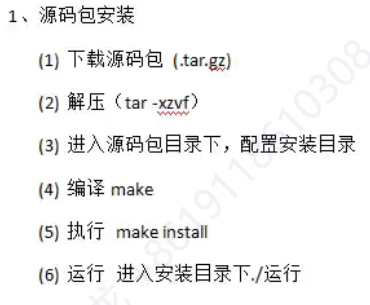 1、源码包安装
(1) 下载源码包 (.tar.gz)
(2) 解压（tar -xzvf）
(3) 进入源码包目录下，配置安装目录
(4) 编译 make
(5) 执行 make install
(6) 运行 进入安装目录下./运行
8619118610308